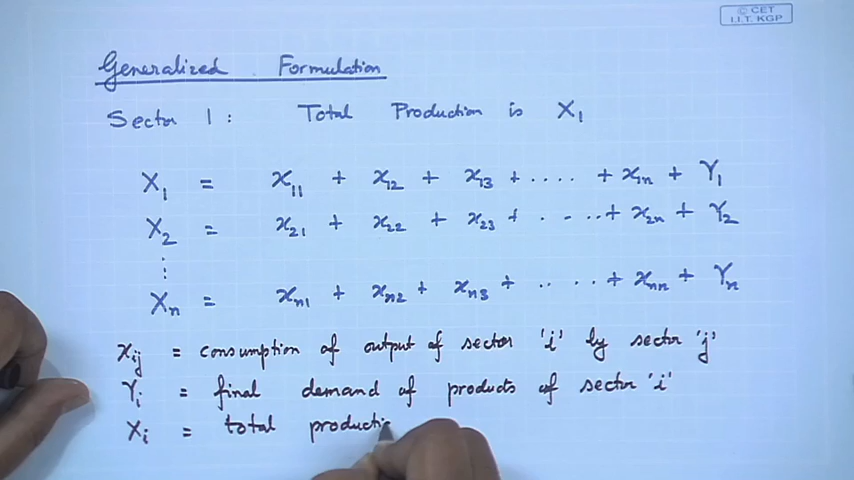 © CET
I.I.T. KGP
Generalized Formulation
Sector 1: Total Production is X₁
X₁ = x₁₁ + x₁₂ + x₁₃ + .... + x₁ₙ + Y₁
X₂ = x₂₁ + x₂₂ + x₂₃ + . - .. + x₂ₙ + Y₂
⋮
Xₙ = xₙ₁ + xₙ₂ + xₙ₃ + .. .. + xₙₙ + Yₙ
xᵢⱼ = consumption of output of sector 'i' by sector 'j'
Yᵢ = final demand of products of sector 'i'
Xᵢ = total producti